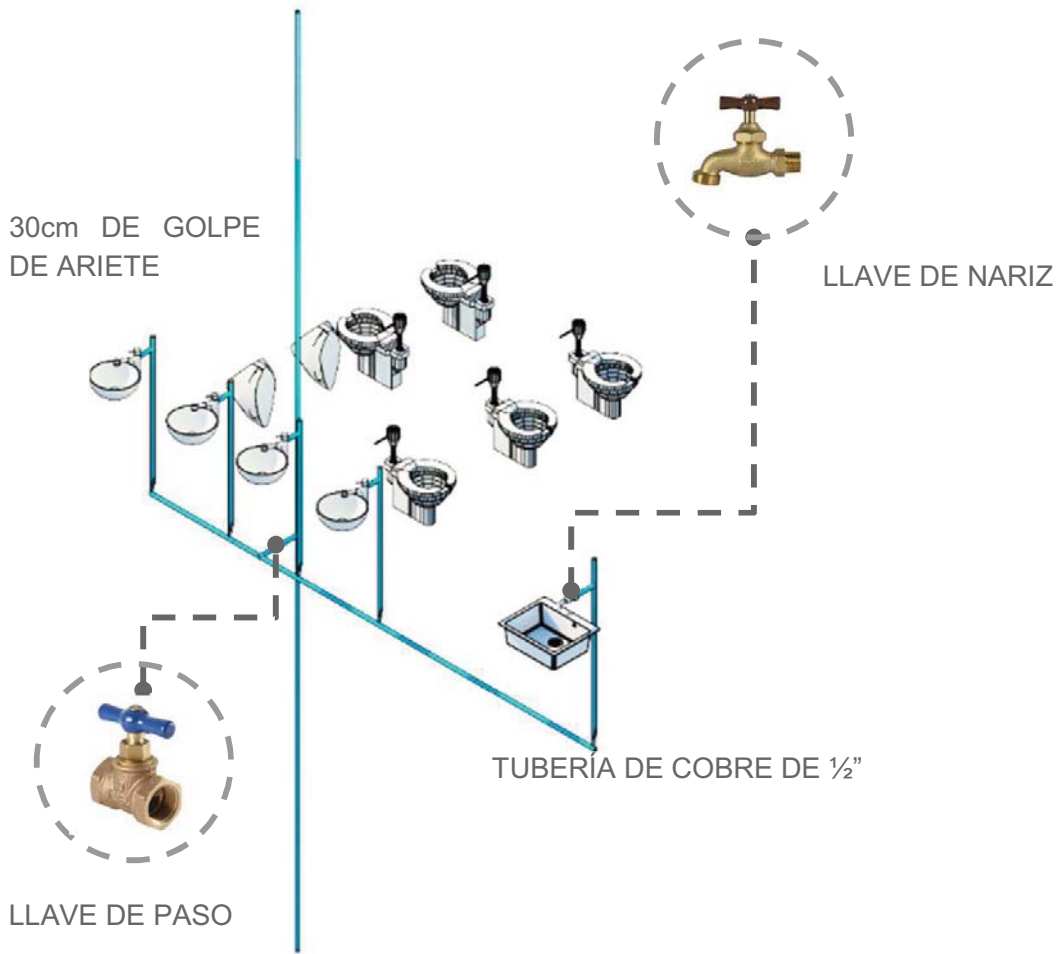 30cm DE GOLPE
DE ARIETE
LLAVE DE NARIZ
TUBERÍA DE COBRE DE ½”
LLAVE DE PASO